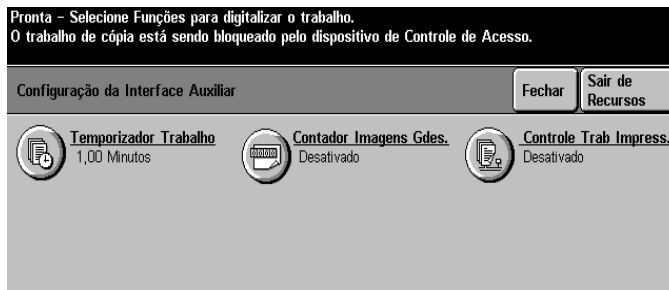 Pronta – Selecione Funções para digitalizar o trabalho.
O trabalho de cópia está sendo bloqueado pelo dispositivo de Controle de Acesso.
Configuração da Interface Auxiliar
Fechar
Sair de
Recursos
Temporizador Trabalho
1,00 Minutos
Contador Imagens Gdes.
Desativado
Controle Trab Impress.
Desativado